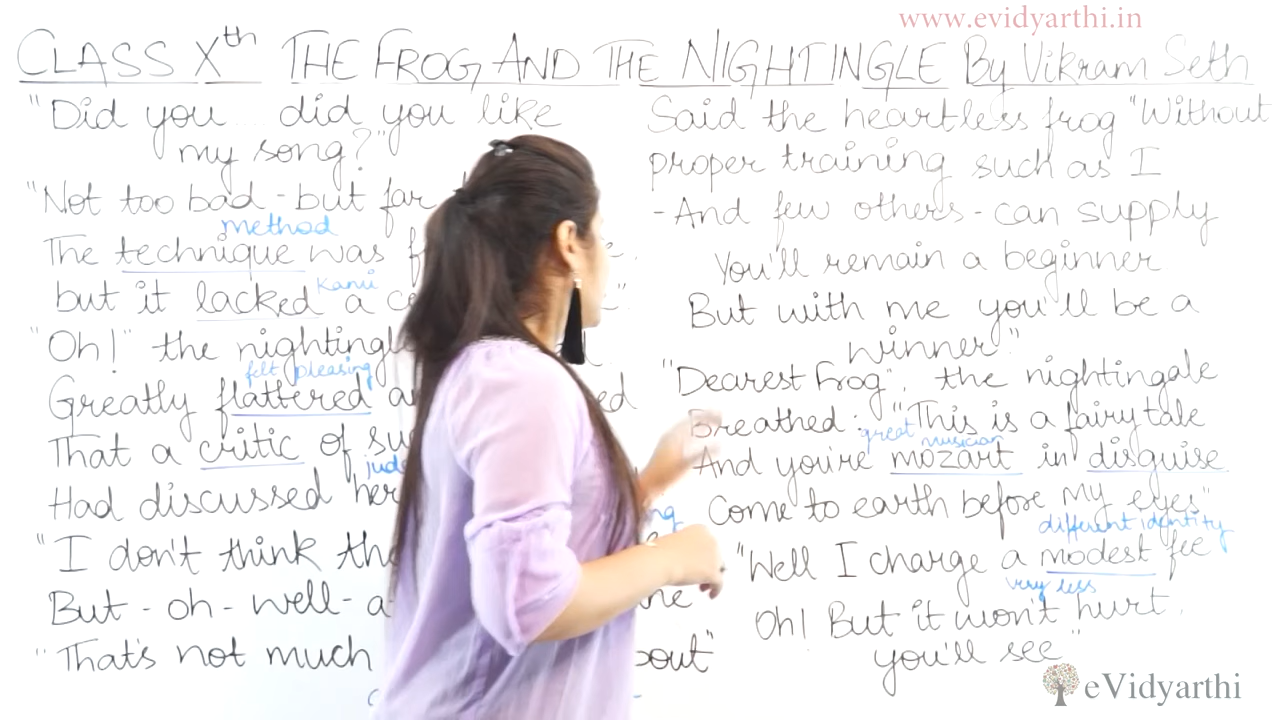 www.evidyarthi.in
CLASS Xth THE FROG AND THE NIGHTINGLE By Vikram Seth
"Did you did you like
my song?"
"Not too bad - but far
method
The technique was
kami
but it lacked a
"Oh!" the nightingle
felt pleasing
Greatly flattered
That a critic of
Had discussed her
"I don't think
But - oh - well - a
"That's not much
Said the heartless frog "Without
proper training such as I
- And few others - can supply
You'll remain a beginner
But with me you'll be a
winner"
"Dearest Frog", the nightingale
Breathed : "This is a fairy tale
great musician
And you're mozart in disguise
Come to earth before my eyes"
different identity
"Well I charge a modest fee
very less
Oh! But it won't hurt
you'll see"
eVidyarthi